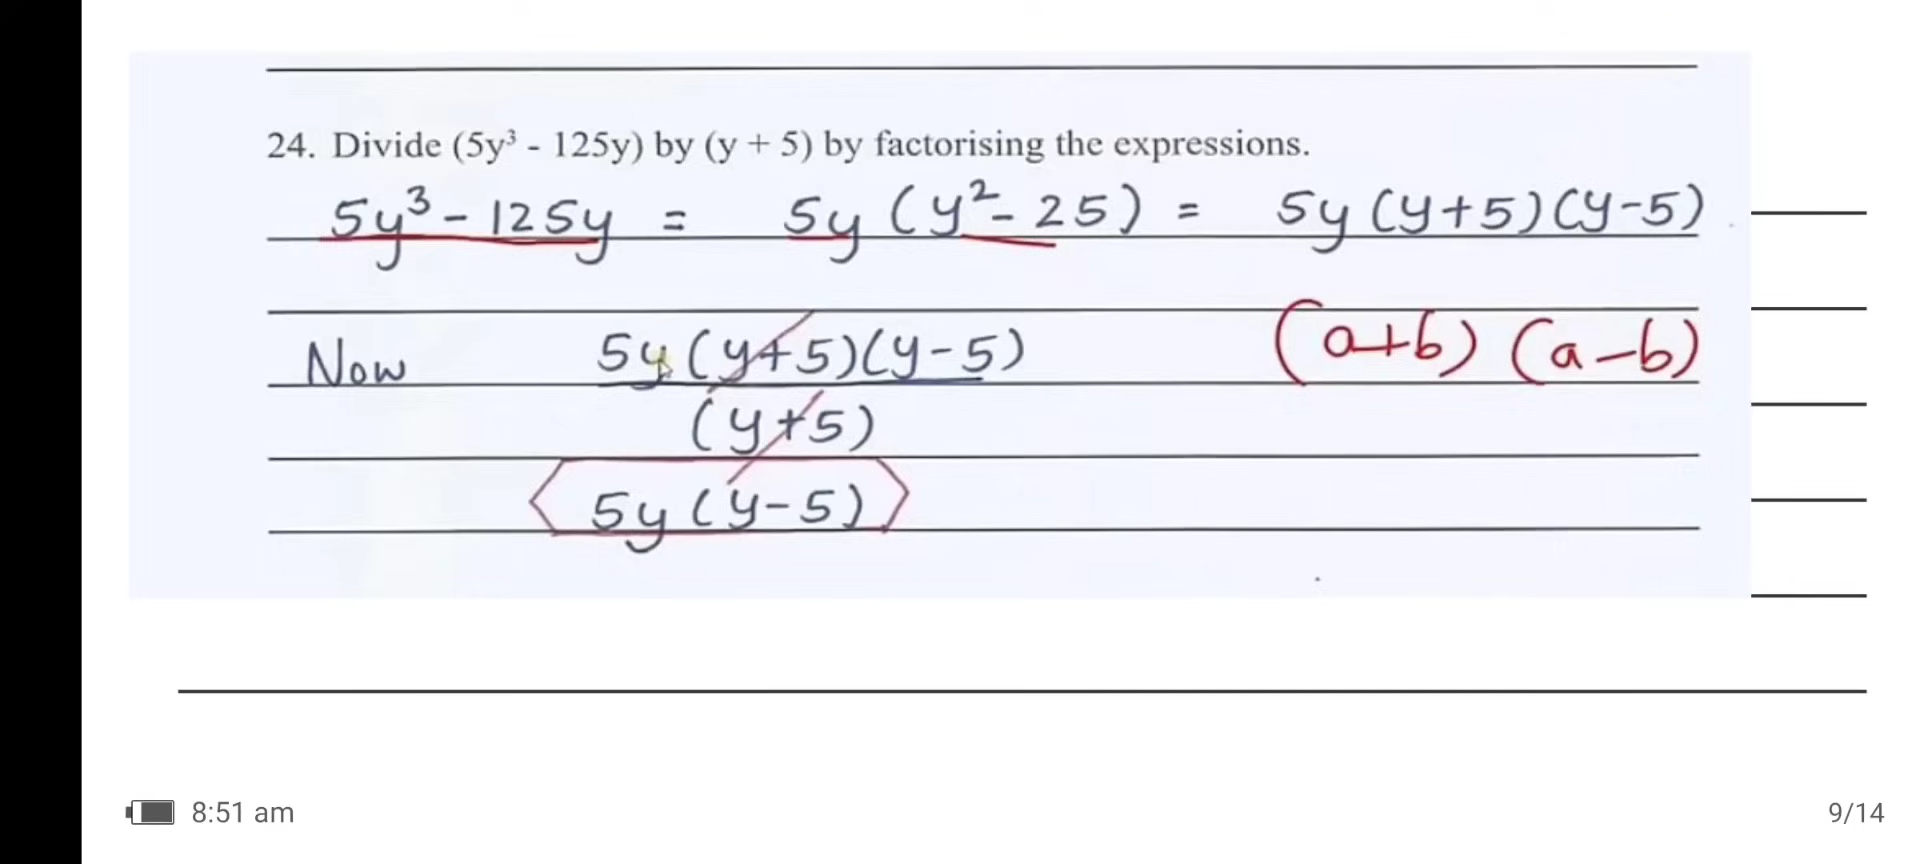 24. Divide (5y³ - 125y) by (y + 5) by factorising the expressions.
5y³ - 125y = 5y (y² - 25) = 5y (y+5) (y-5)
Now 5y (y+5) (y-5) (a+b) (a-b)
(y+5)
5y (y-5)
8:51 am 9/14